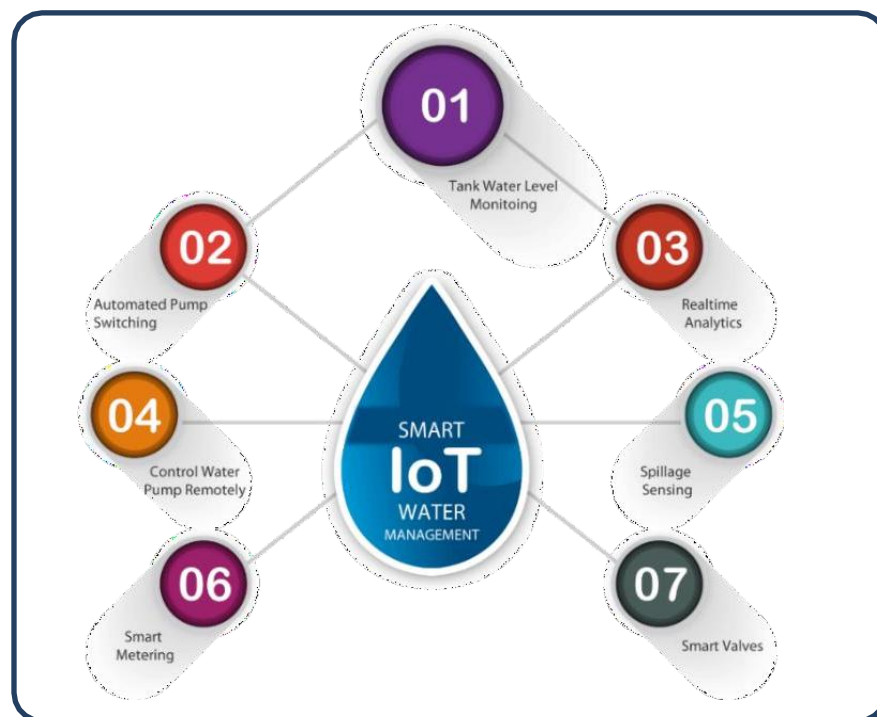 01
Tank Water Level
Monitoing
02
Automated Pump
Switching
03
Realtime
Analytics
04
Control Water
Pump Remotely
SMART
IoT
WATER
MANAGEMENT
05
Spillage
Sensing
06
Smart
Metering
07
Smart Valves